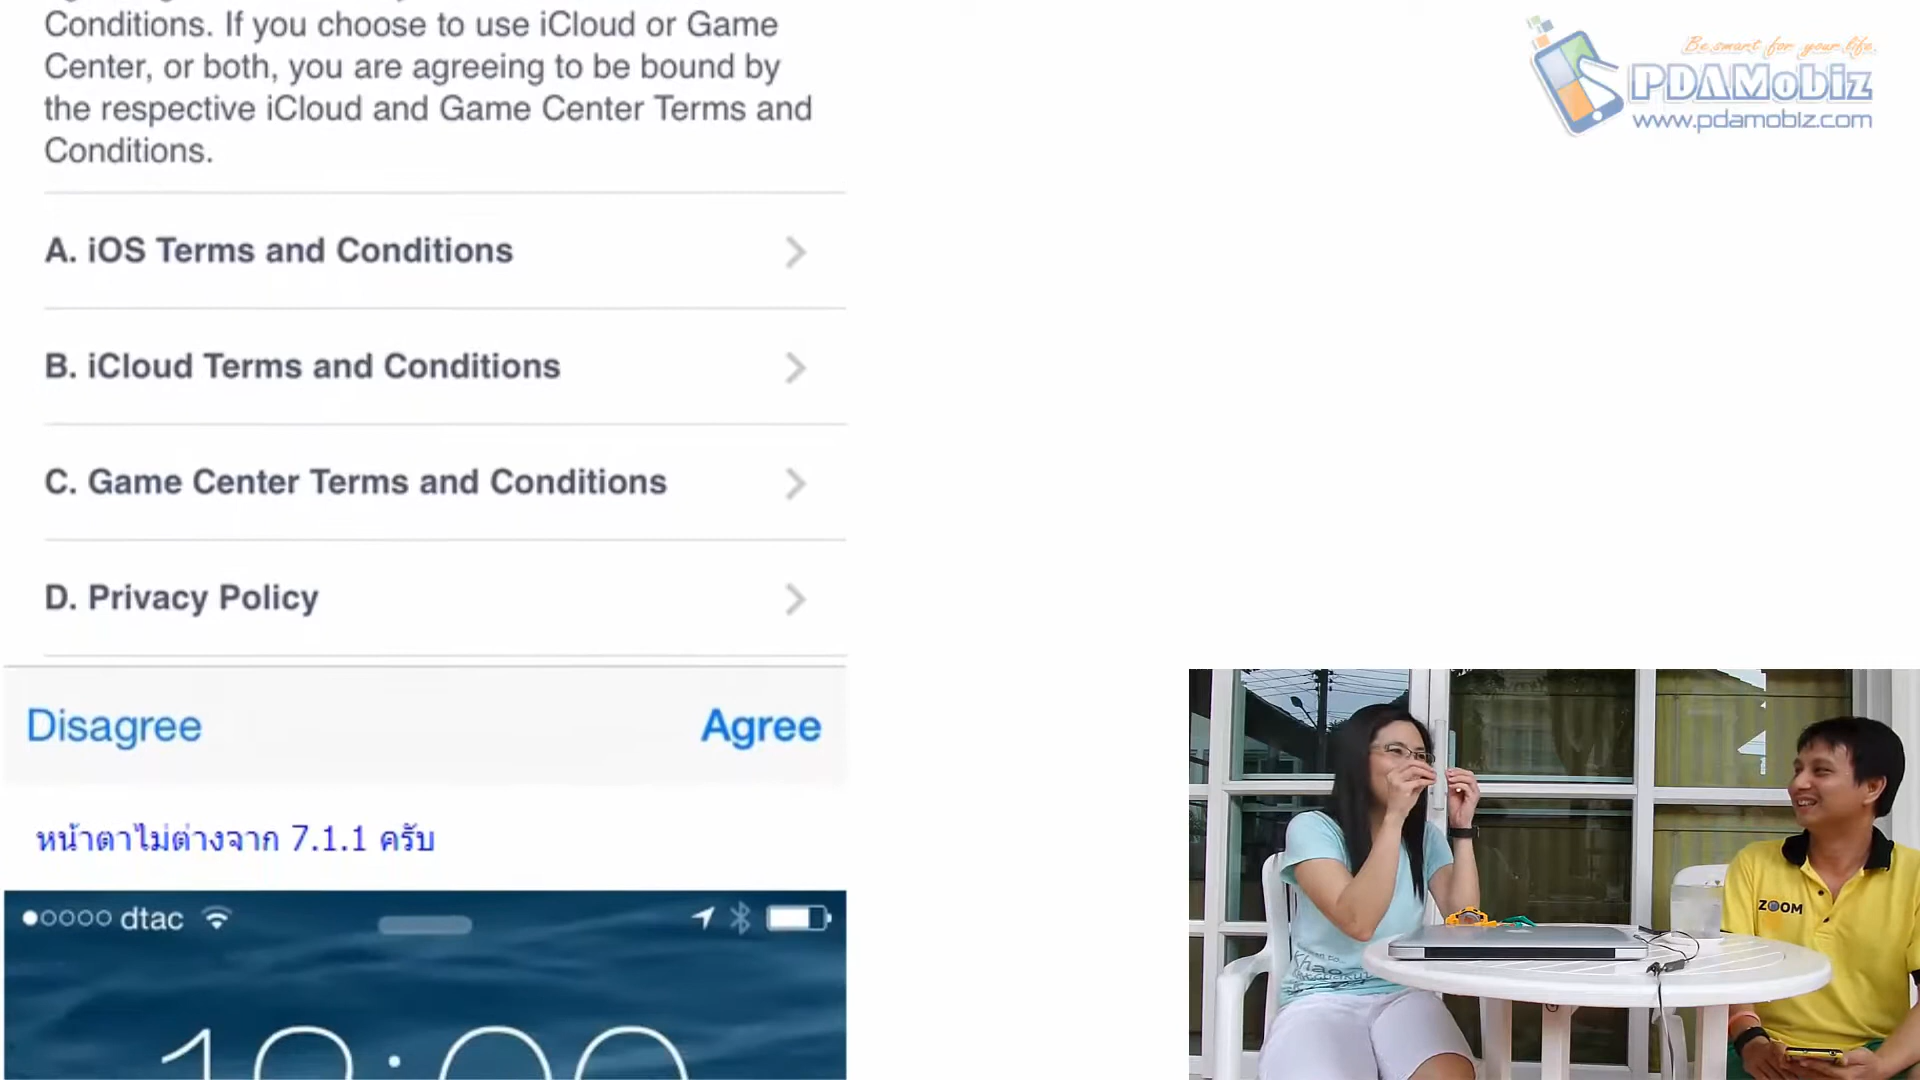 Conditions. If you choose to use iCloud or Game
Center, or both, you are agreeing to be bound by
the respective iCloud and Game Center Terms and
Conditions.
A. iOS Terms and Conditions
B. iCloud Terms and Conditions
C. Game Center Terms and Conditions
D. Privacy Policy
Disagree
Agree
หน้าตาไม่ต่างจาก 7.1.1 ครับ
dtac
Be smart for your life.
PDAMobiz
www.pdamobiz.com
ZOOM